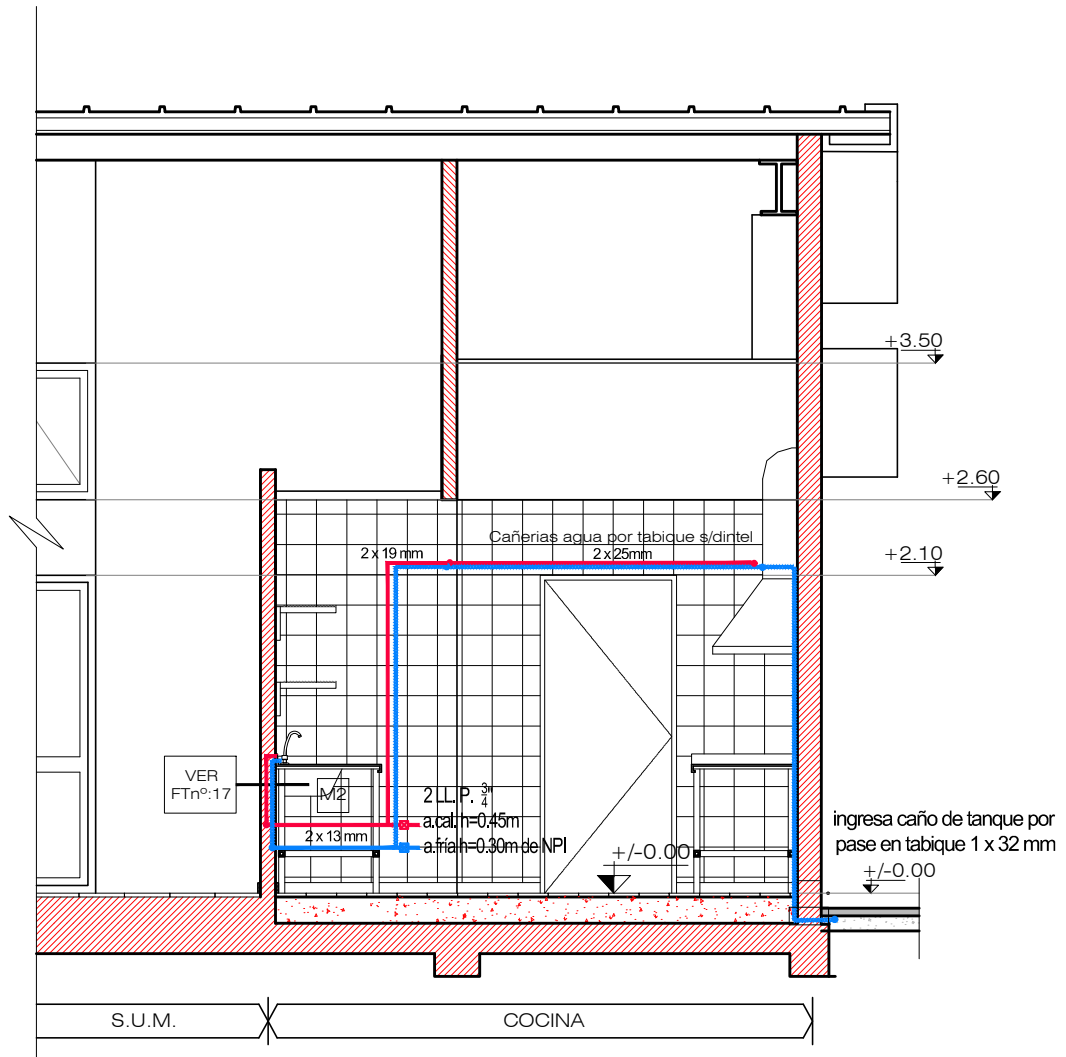 +3.50
+2.60
Cañerias agua por tabique s/dintel
2 x 19 mm
2 x 25mm
+2.10
VER
FTnº:17
M2
2 LL. P. 3/4"
a.cal.h=0.45m
2 x 13 mm
a.fríah=0.30m de NPI
+/-0.00
ingresa caño de tanque por
pase en tabique 1 x 32 mm
+/-0.00
S.U.M.
COCINA